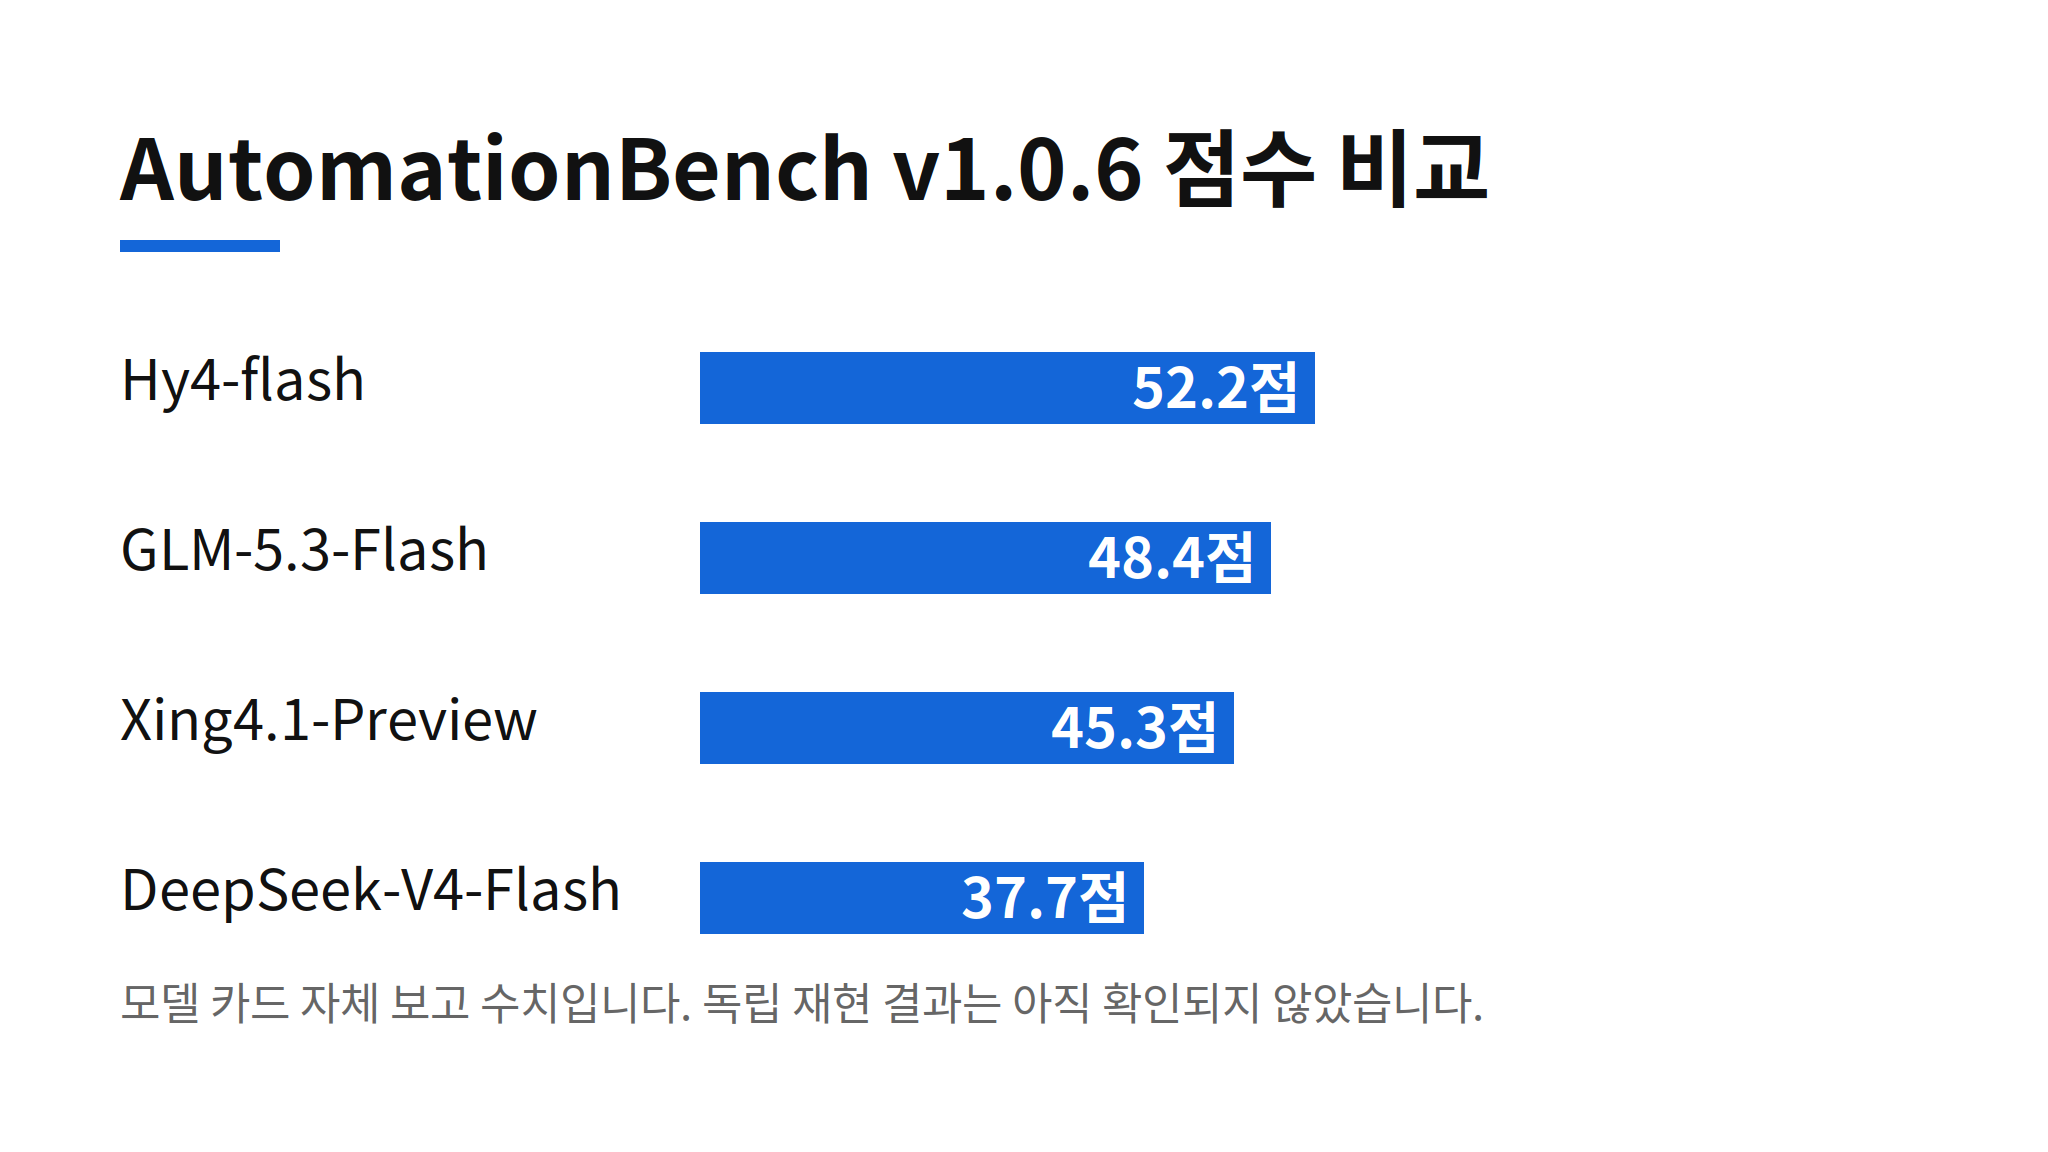 AutomationBench v1.0.6 점수 비교
Hy4-flash
52.2점
GLM-5.3-Flash
48.4점
Xing4.1-Preview
45.3점
DeepSeek-V4-Flash
37.7점
모델 카드 자체 보고 수치입니다. 독립 재현 결과는 아직 확인되지 않았습니다.